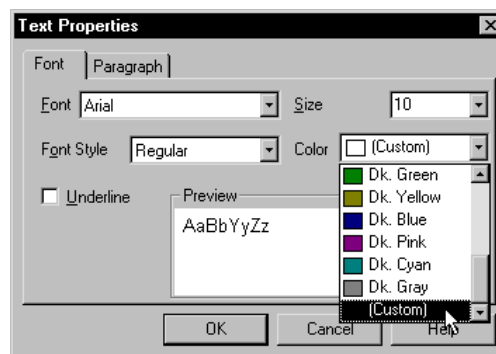 Text Properties
Font Paragraph
Font Arial Size 10
Font Style Regular Color (Custom)
Dk. Green
Underline Preview Dk. Yellow
AaBbYyZz Dk. Blue
Dk. Pink
Dk. Cyan
Dk. Gray
(Custom)
OK Cancel Help